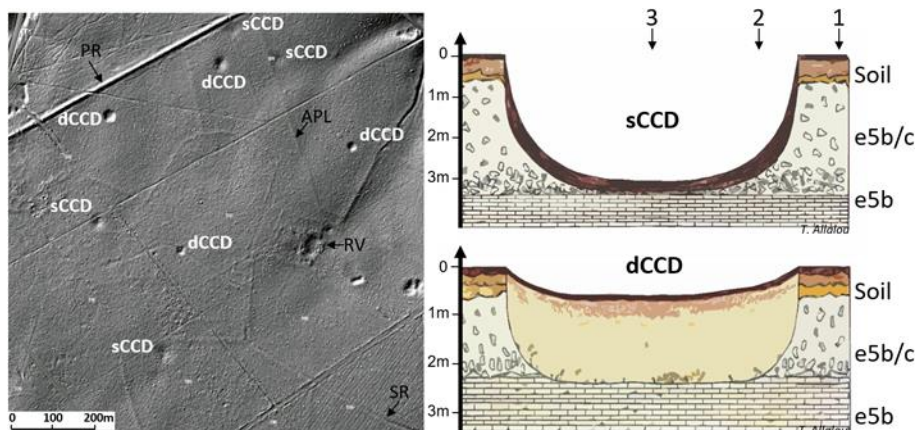 sCCD
sCCD
PR
dCCD
dCCD
APL
dCCD
sCCD
dCCD
RV
sCCD
SR
0 100 200m
3 2 1
0
1m
2m
3m
sCCD
Soil
e5b/c
e5b
T. Allalou
0
1m
2m
3m
dCCD
Soil
e5b/c
e5b
T. Allalou